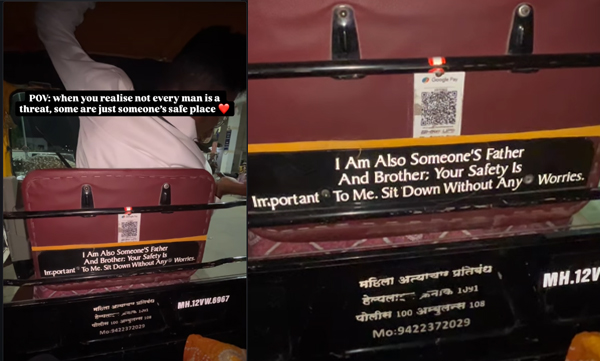 POV: when you realise not every man is a
threat, some are just someone's safe place ❤️
I Am Also Someone'S Father
And Brother: Your Safety Is
Important To Me. Sit Down Without Any Worries.
महिला अत्याचार प्रतिबंध
1091
पोलीस 100 अम्बुलन्स 108
Mo:9422372029
MH.12VW.6967
Google Pay
I Am Also Someone'S Father
And Brother: Your Safety Is
Important To Me. Sit Down Without Any Worries.
महिला अत्याचार प्रतिबंध
1091
पोलीस 100 अम्बुलन्स 108
Mo:9422372029
MH.12V